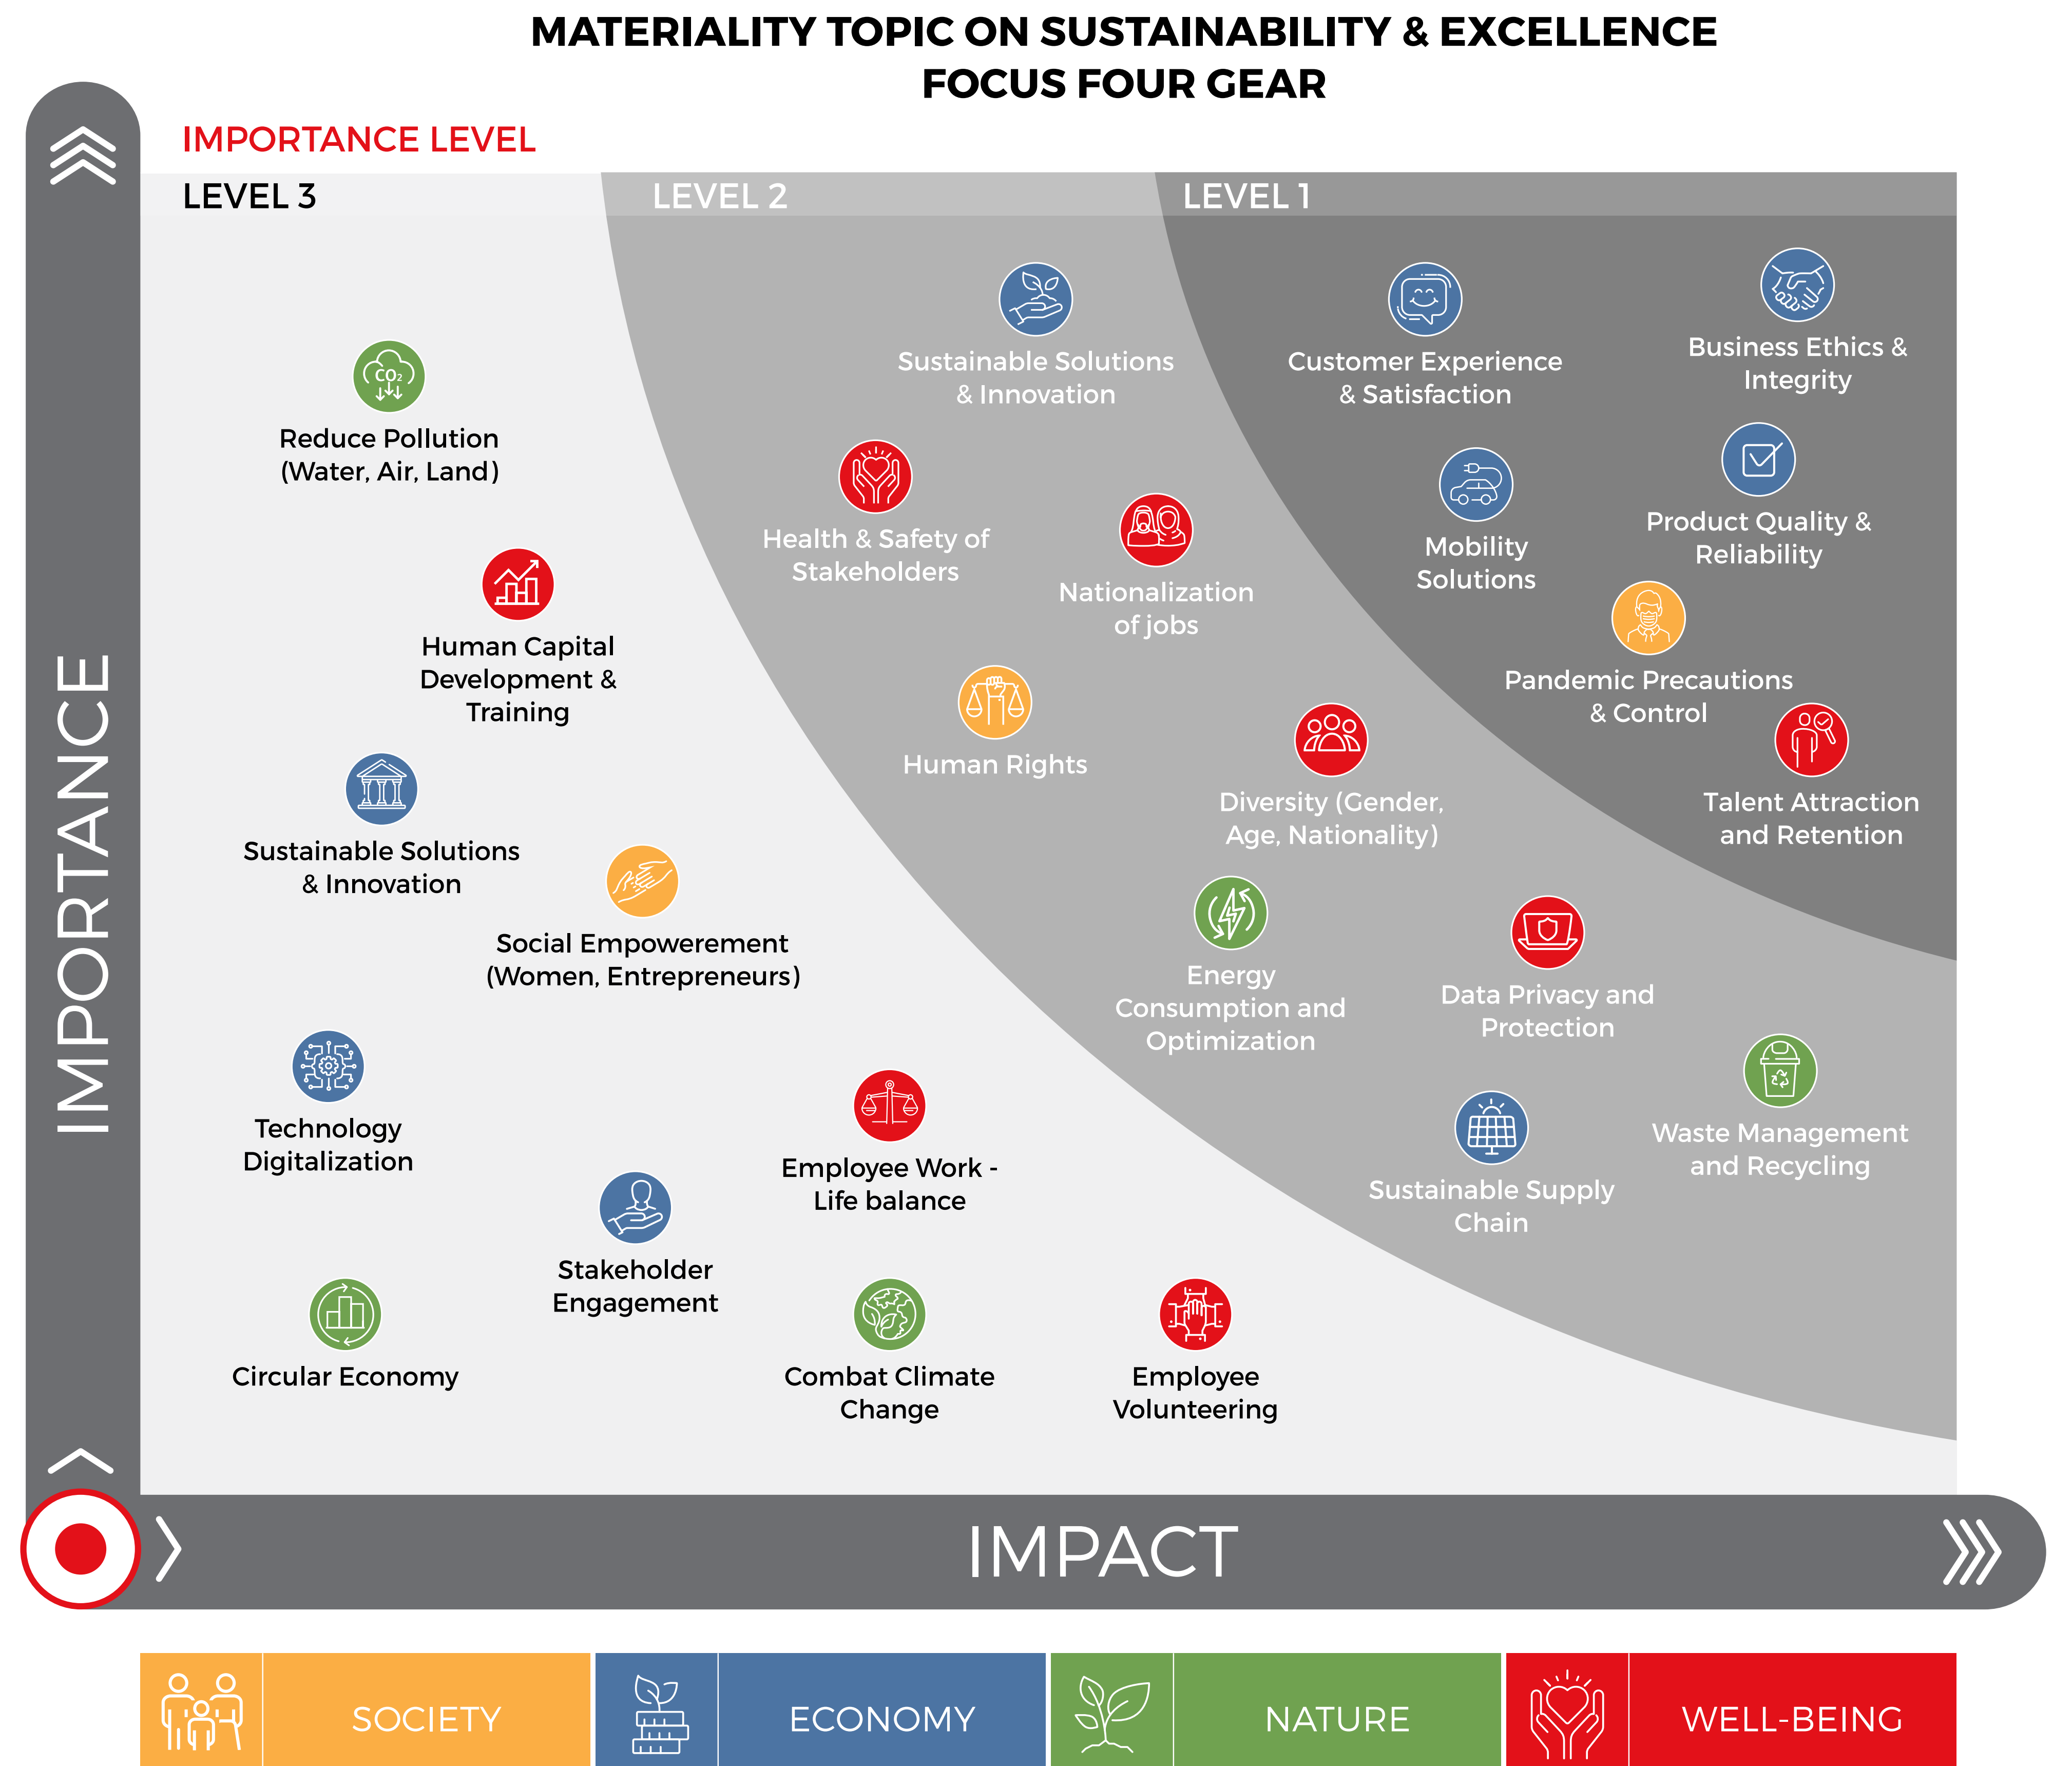 MATERIALITY TOPIC ON SUSTAINABILITY & EXCELLENCE
FOCUS FOUR GEAR
IMPORTANCE LEVEL
LEVEL 3
LEVEL 2
LEVEL 1
IMPORTANCE
CO₂
Reduce Pollution
(Water, Air, Land)
Human Capital
Development &
Training
Sustainable Solutions
& Innovation
Social Empowerement
(Women, Entrepreneurs)
Technology
Digitalization
Employee Work -
Life balance
Stakeholder
Engagement
Circular Economy
Combat Climate
Change
Employee
Volunteering
Sustainable Solutions
& Innovation
Health & Safety of
Stakeholders
Nationalization
of jobs
Human Rights
Diversity (Gender,
Age, Nationality)
Energy
Consumption and
Optimization
Data Privacy and
Protection
Sustainable Supply
Chain
Waste Management
and Recycling
Customer Experience
& Satisfaction
Business Ethics &
Integrity
Mobility
Solutions
Product Quality &
Reliability
Pandemic Precautions
& Control
Talent Attraction
and Retention
IMPACT
SOCIETY
ECONOMY
NATURE
WELL-BEING